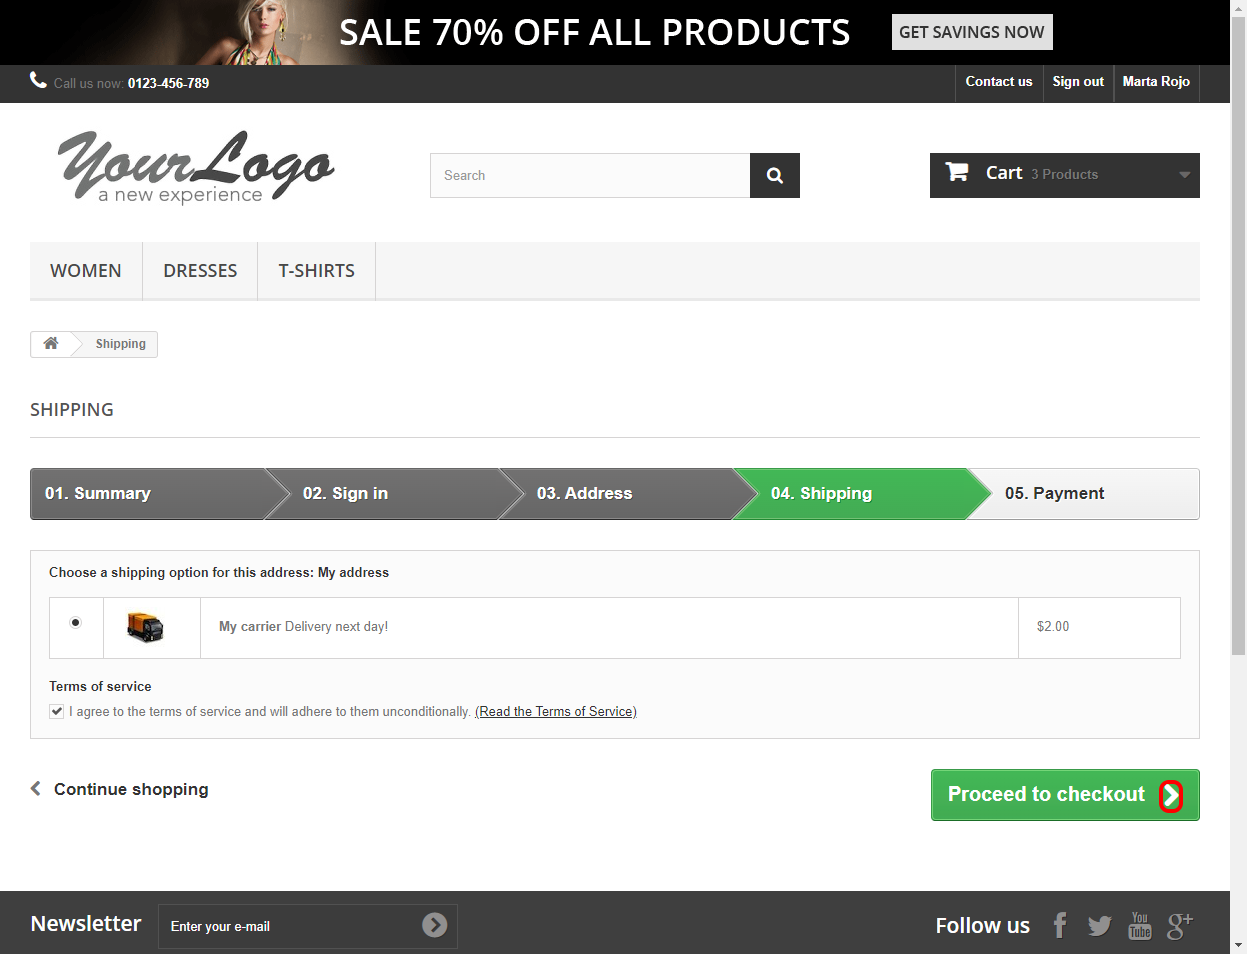 SALE 70% OFF ALL PRODUCTS
GET SAVINGS NOW
Call us now: 0123-456-789
Contact us
Sign out
Marta Rojo
YourLogo
a new experience
Search
Cart 3 Products
WOMEN
DRESSES
T-SHIRTS
Shipping
SHIPPING
01. Summary
02. Sign in
03. Address
04. Shipping
05. Payment
Choose a shipping option for this address: My address
My carrier Delivery next day!
$2.00
Terms of service
I agree to the terms of service and will adhere to them unconditionally. (Read the Terms of Service)
Continue shopping
Proceed to checkout
Newsletter
Enter your e-mail
Follow us
You
Tube
g+